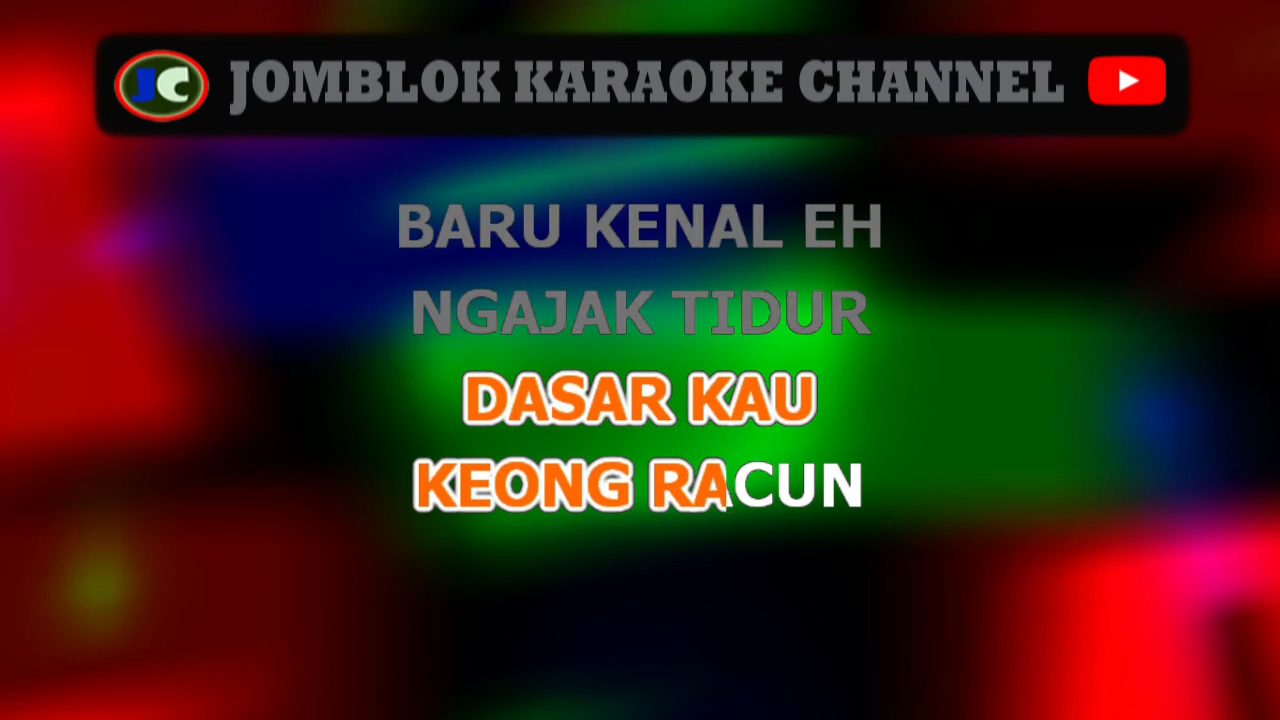 JC JOMBLOK KARAOKE CHANNEL
BARU KENAL EH
NGAJAK TIDUR
DASAR KAU
KEONG RACUN